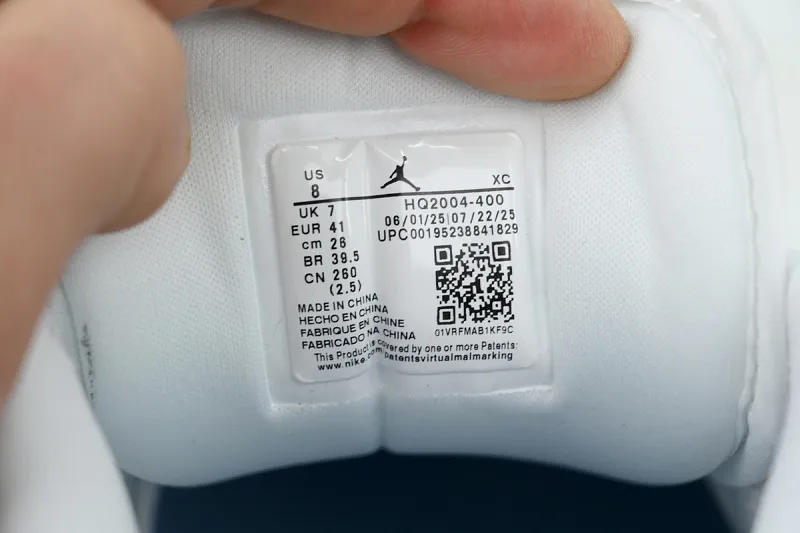 US
8
XC
UK 7
EUR 41
cm 26
BR 39.5
CN 260
(2.5)
HQ2004-400
06/01/25|07/22/25
UPC00195238841829
01VRFMAB1KF9C
MADE IN CHINA
HECHO EN CHINA
FABRIQUE EN CHINE
FABRICADO NA CHINA
This Product is covered by one or more Patents:
www.nike.com/patentsvirtualmalmarking